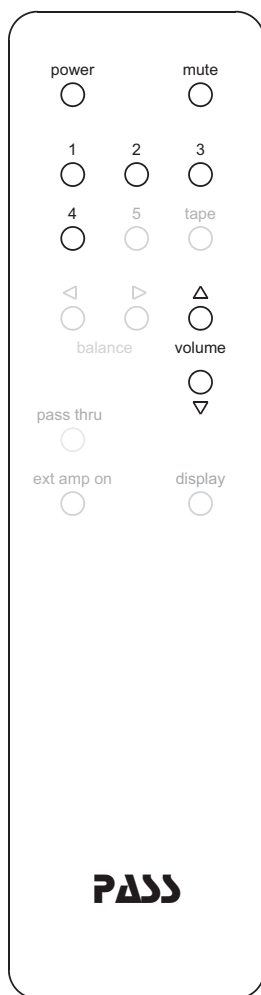 power mute
1 2 3
4 5 tape
balance volume
pass thru
ext amp on display
PASS